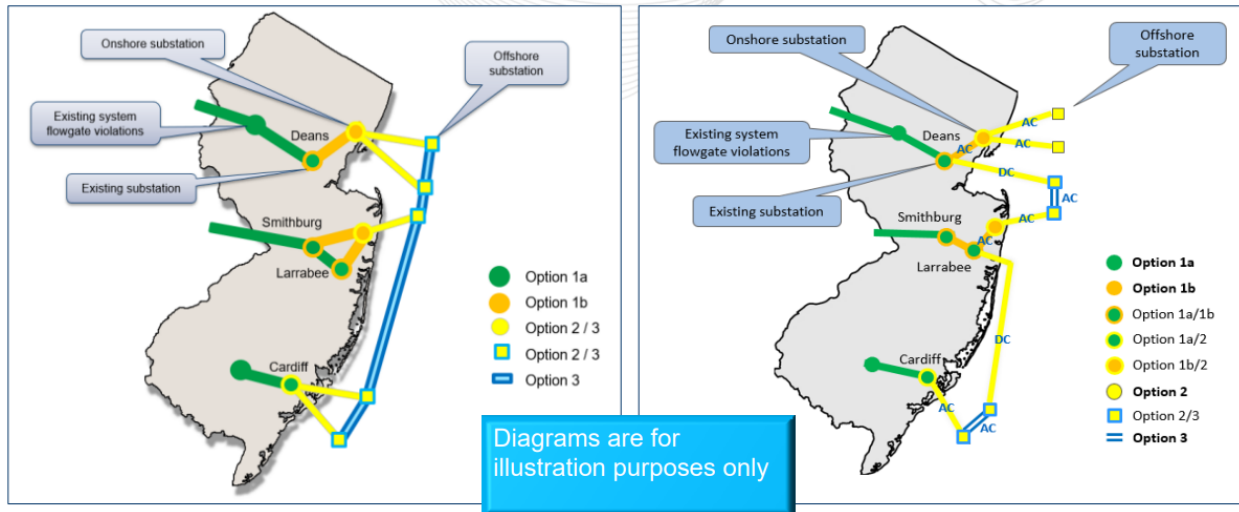 Onshore substation
Offshore
substation
Existing system
flowgate violations
Deans
Existing substation
Smithburg
Larrabee
Cardiff
Option 1a
Option 1b
Option 2 / 3
Option 2 / 3
Option 3
Onshore substation
Offshore
substation
Existing system
flowgate violations
Deans
AC
AC
AC
DC
AC
Existing substation
Smithburg
AC
AC
Larrabee
DC
Cardiff
AC
AC
Option 1a
Option 1b
Option 1a/1b
Option 1a/2
Option 1b/2
Option 2
Option 2/3
Option 3
Diagrams are for
illustration purposes only